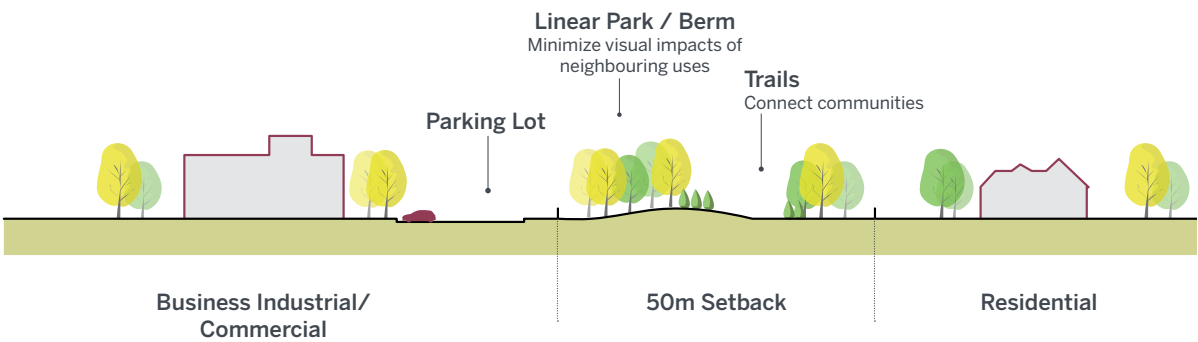 Linear Park / Berm
Minimize visual impacts of
neighbouring uses
Trails
Connect communities
Parking Lot
Business Industrial/
Commercial
50m Setback
Residential